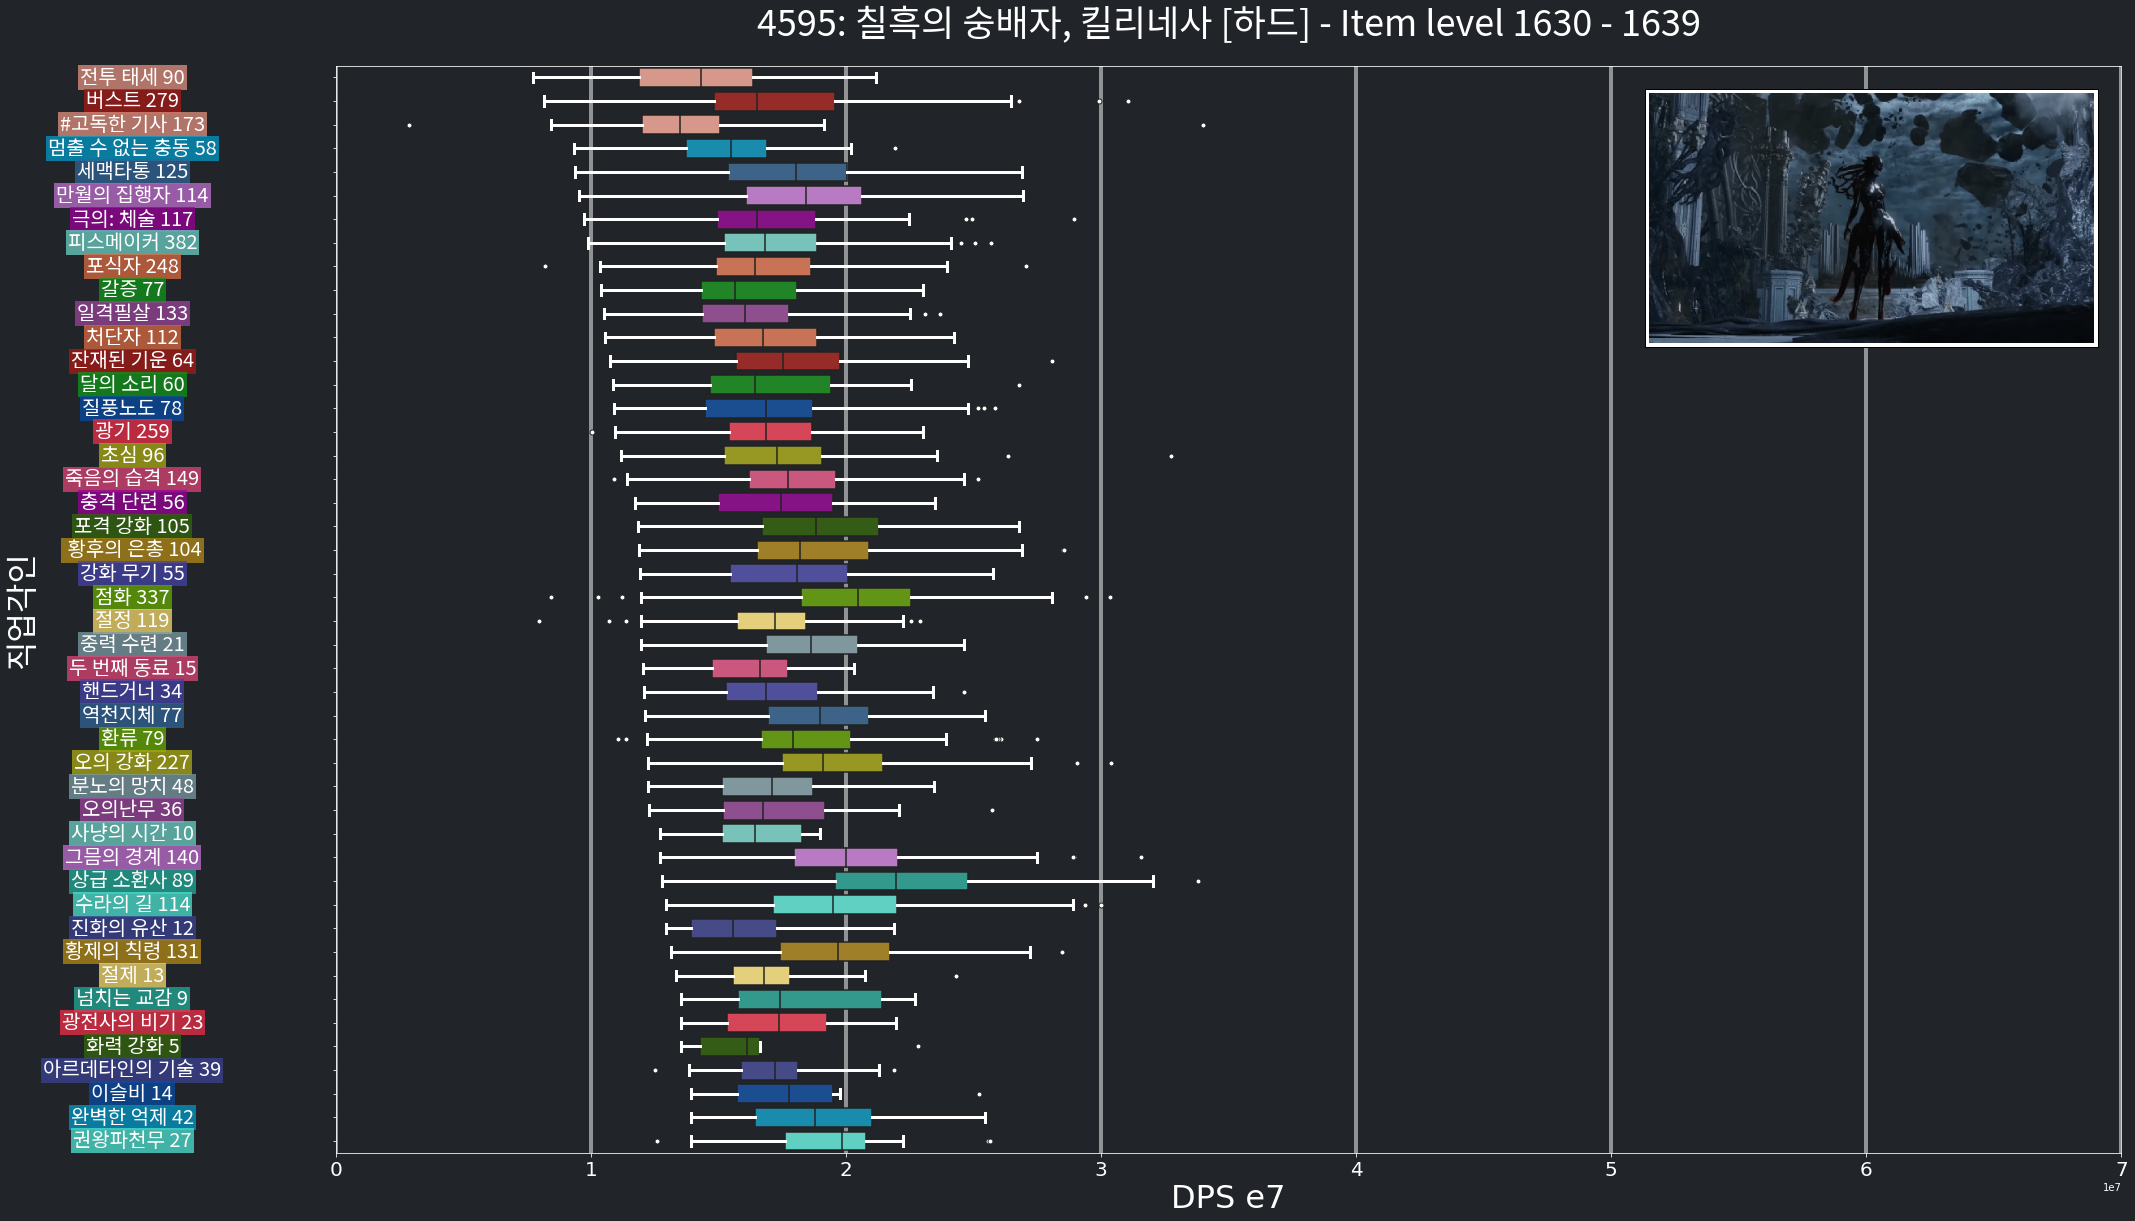 4595: 칠흑의 숭배자, 킬리네사 [하드] - Item level 1630 - 1639
전투 태세 90
버스트 279
#고독한 기사 173
멈출 수 없는 충동 58
세맥타통 125
만월의 집행자 114
극의: 체술 117
피스메이커 382
포식자 248
갈증 77
일격필살 133
처단자 112
잔재된 기운 64
달의 소리 60
질풍노도 78
광기 259
초심 96
죽음의 습격 149
충격 단련 56
포격 강화 105
황후의 은총 104
강화 무기 55
점화 337
절정 119
중력 수련 21
두 번째 동료 15
핸드거너 34
역천지체 77
환류 79
오의 강화 227
분노의 망치 48
오의난무 36
사냥의 시간 10
그믐의 경계 140
상급 소환사 89
수라의 길 114
진화의 유산 12
황제의 칙령 131
절제 13
넘치는 교감 9
광전사의 비기 23
화력 강화 5
아르데타인의 기술 39
이슬비 14
완벽한 억제 42
권왕파천무 27
직업각인
0 1 2 3 4 5 6 7
1e7
DPS e7